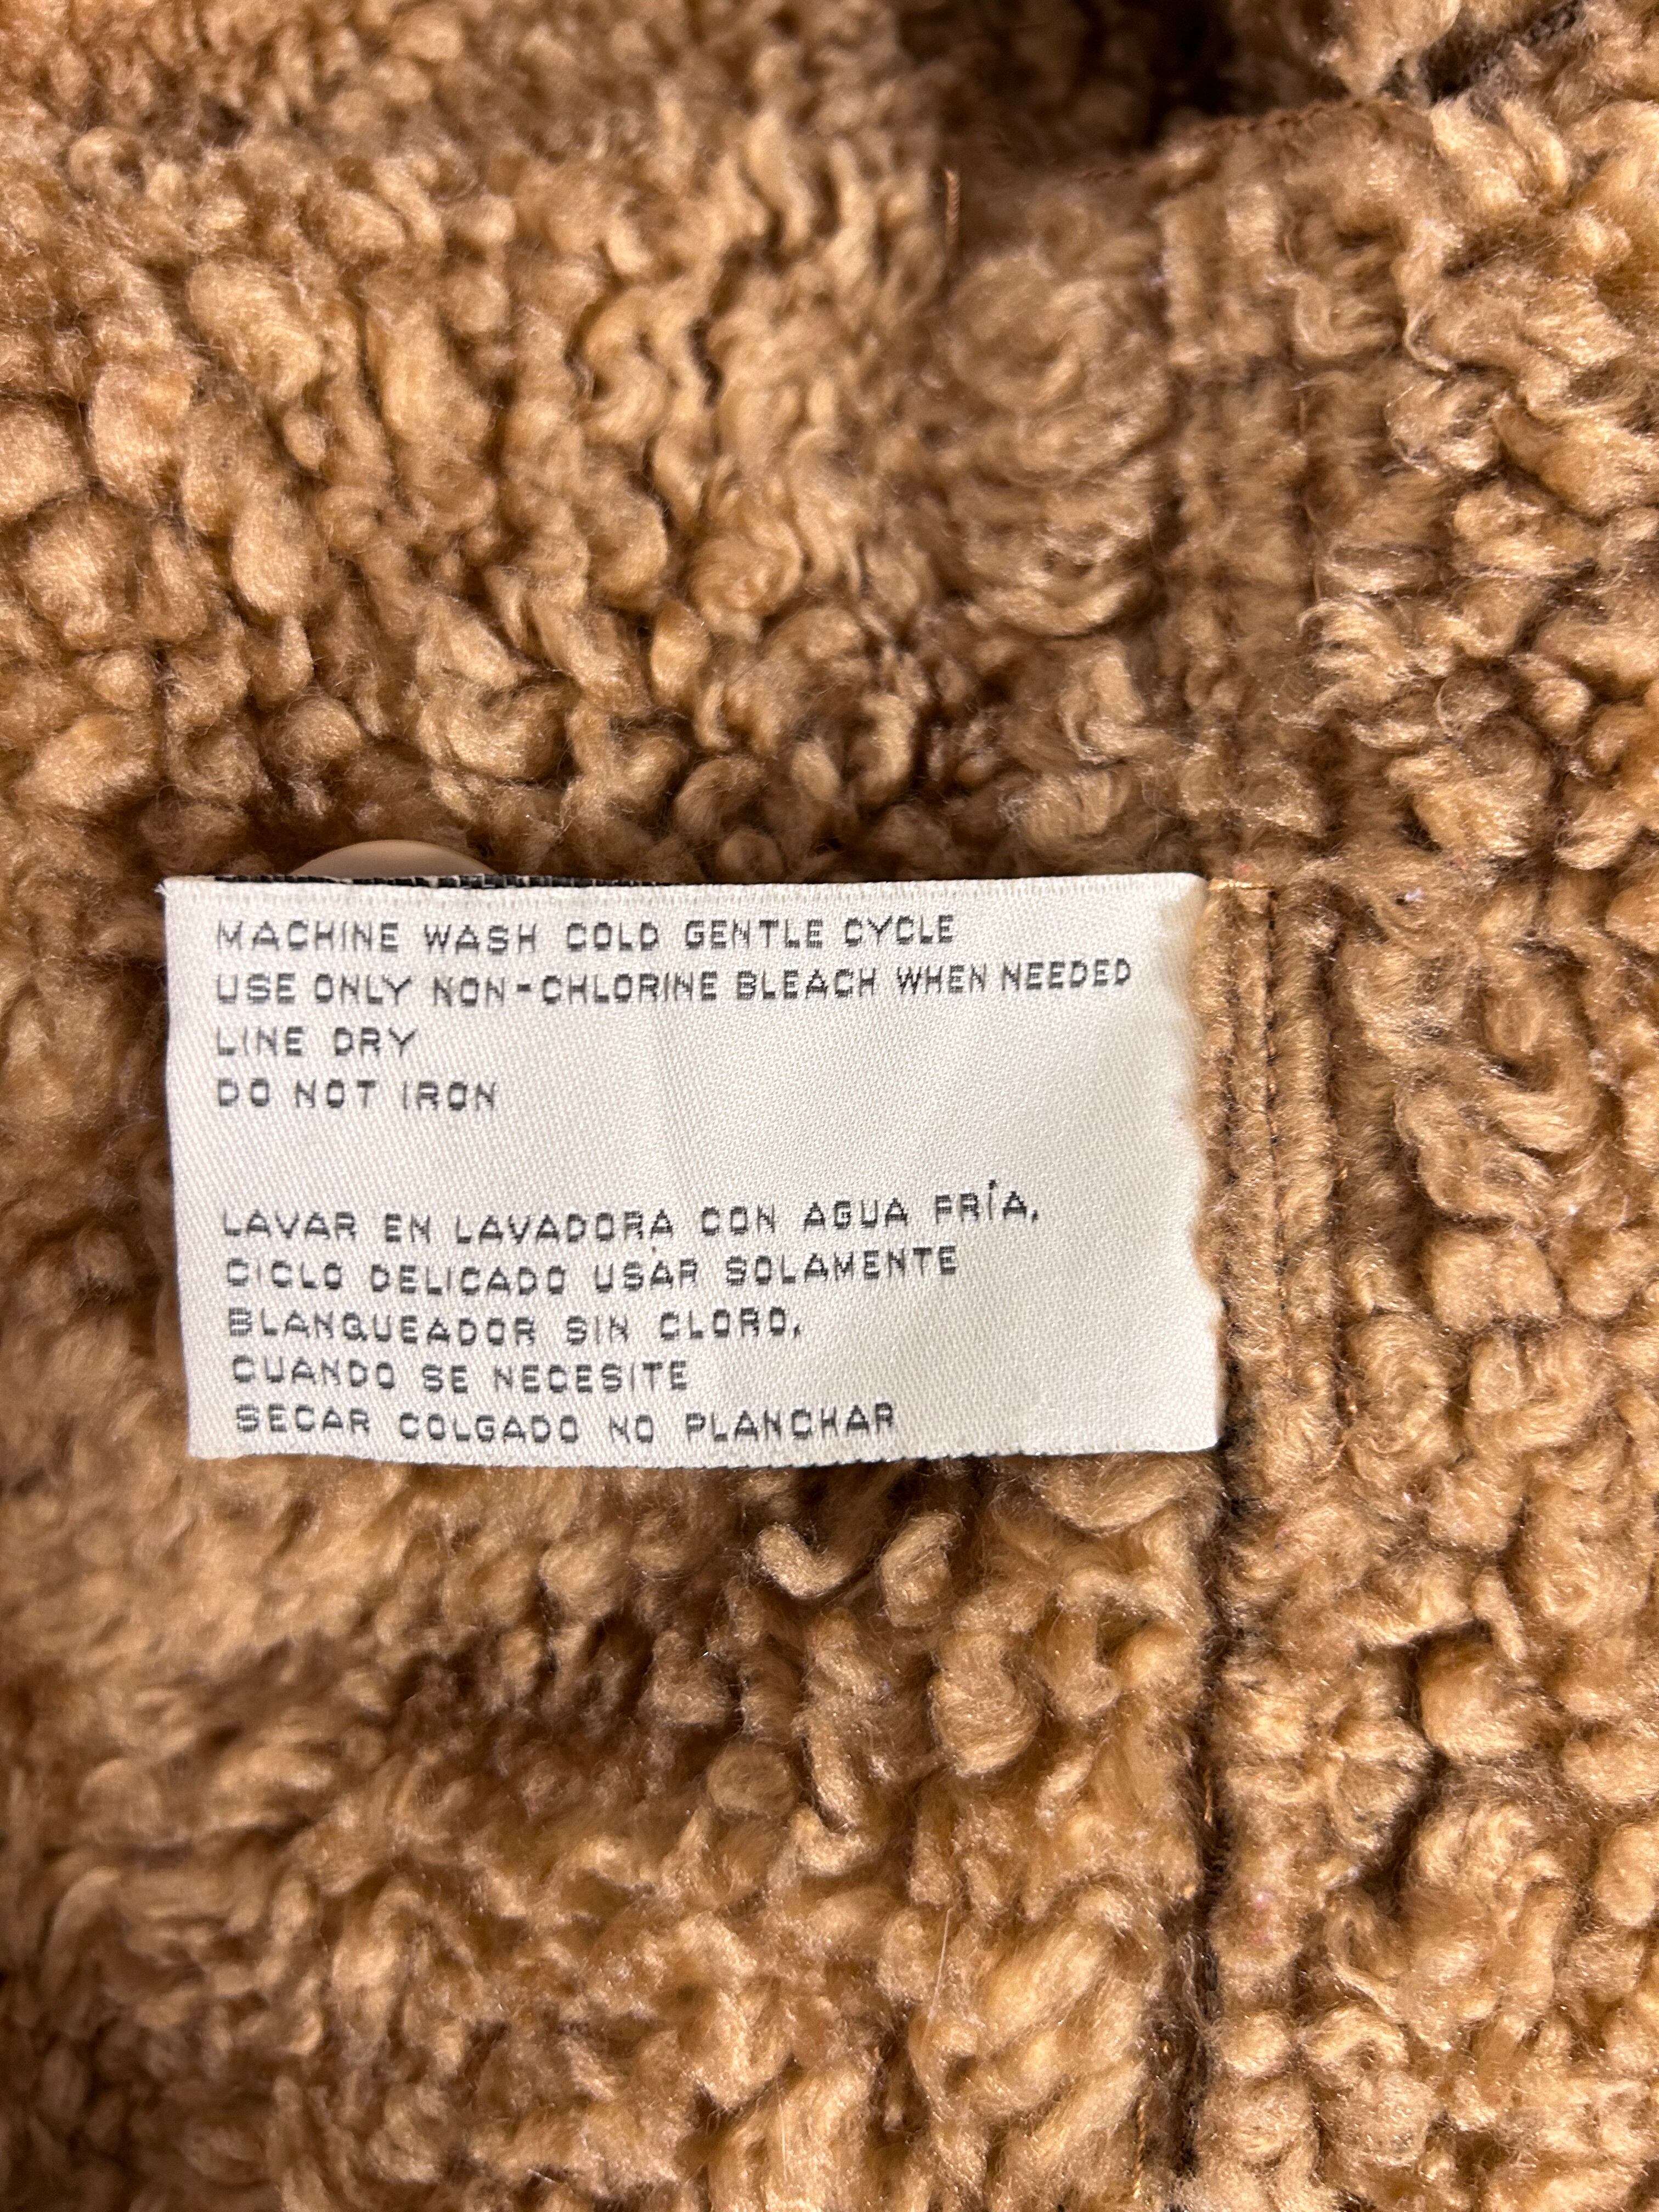 MACHINE WASH COLD GENTLE CYCLE
USE ONLY NON-CHLORINE BLEACH WHEN NEEDED
LINE DRY
DO NOT IRON
LAVAR EN LAVADORA CON AGUA FRÍA,
CICLO DELICADO USAR SOLAMENTE
BLANQUEADOR SIN CLORO,
CUANDO SE NECESITE
SECAR COLGADO NO PLANCHAR